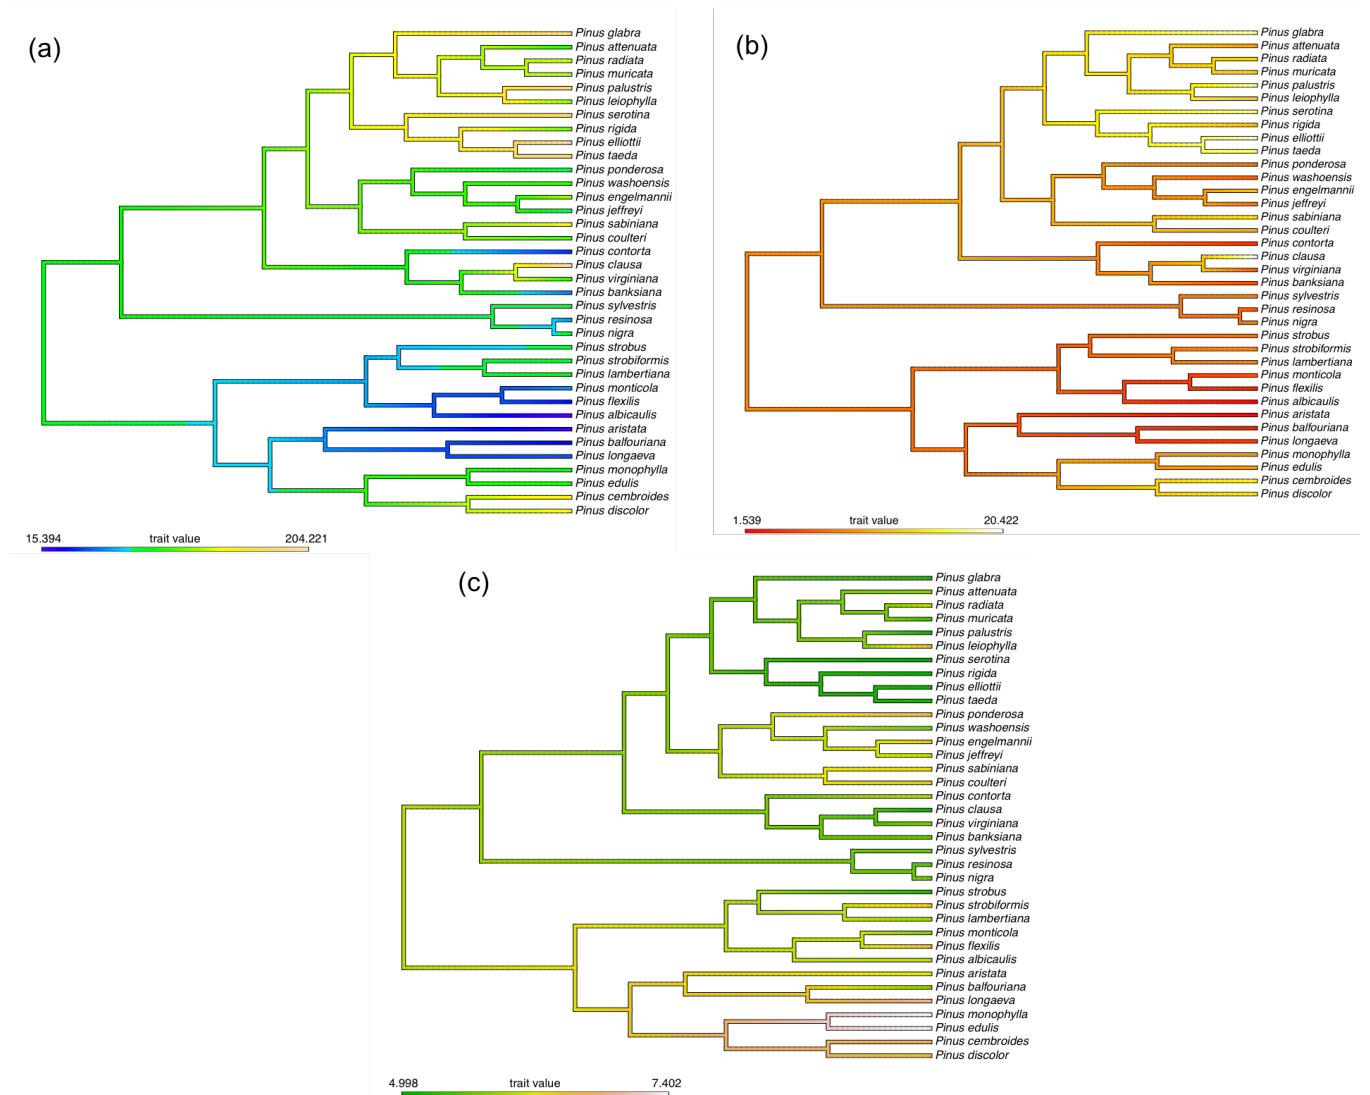 (a)
Pinus glabra
Pinus attenuata
Pinus radiata
Pinus muricata
Pinus palustris
Pinus leiophylla
Pinus serotina
Pinus rigida
Pinus elliottii
Pinus taeda
Pinus ponderosa
Pinus washoensis
Pinus engelmannii
Pinus jeffreyi
Pinus sabiniana
Pinus coulteri
Pinus contorta
Pinus clausa
Pinus virginiana
Pinus banksiana
Pinus sylvestris
Pinus resinosa
Pinus nigra
Pinus strobus
Pinus strobiformis
Pinus lambertiana
Pinus monticola
Pinus flexilis
Pinus albicaulis
Pinus aristata
Pinus balfouriana
Pinus longaeva
Pinus monophylla
Pinus edulis
Pinus cembroides
Pinus discolor
15.394 trait value 204.221
(b)
Pinus glabra
Pinus attenuata
Pinus radiata
Pinus muricata
Pinus palustris
Pinus leiophylla
Pinus serotina
Pinus rigida
Pinus elliottii
Pinus taeda
Pinus ponderosa
Pinus washoensis
Pinus engelmannii
Pinus jeffreyi
Pinus sabiniana
Pinus coulteri
Pinus contorta
Pinus clausa
Pinus virginiana
Pinus banksiana
Pinus sylvestris
Pinus resinosa
Pinus nigra
Pinus strobus
Pinus strobiformis
Pinus lambertiana
Pinus monticola
Pinus flexilis
Pinus albicaulis
Pinus aristata
Pinus balfouriana
Pinus longaeva
Pinus monophylla
Pinus edulis
Pinus cembroides
Pinus discolor
1.539 trait value 20.422
(c)
Pinus glabra
Pinus attenuata
Pinus radiata
Pinus muricata
Pinus palustris
Pinus leiophylla
Pinus serotina
Pinus rigida
Pinus elliottii
Pinus taeda
Pinus ponderosa
Pinus washoensis
Pinus engelmannii
Pinus jeffreyi
Pinus sabiniana
Pinus coulteri
Pinus contorta
Pinus clausa
Pinus virginiana
Pinus banksiana
Pinus sylvestris
Pinus resinosa
Pinus nigra
Pinus strobus
Pinus strobiformis
Pinus lambertiana
Pinus monticola
Pinus flexilis
Pinus albicaulis
Pinus aristata
Pinus balfouriana
Pinus longaeva
Pinus monophylla
Pinus edulis
Pinus cembroides
Pinus discolor
4.998 trait value 7.402